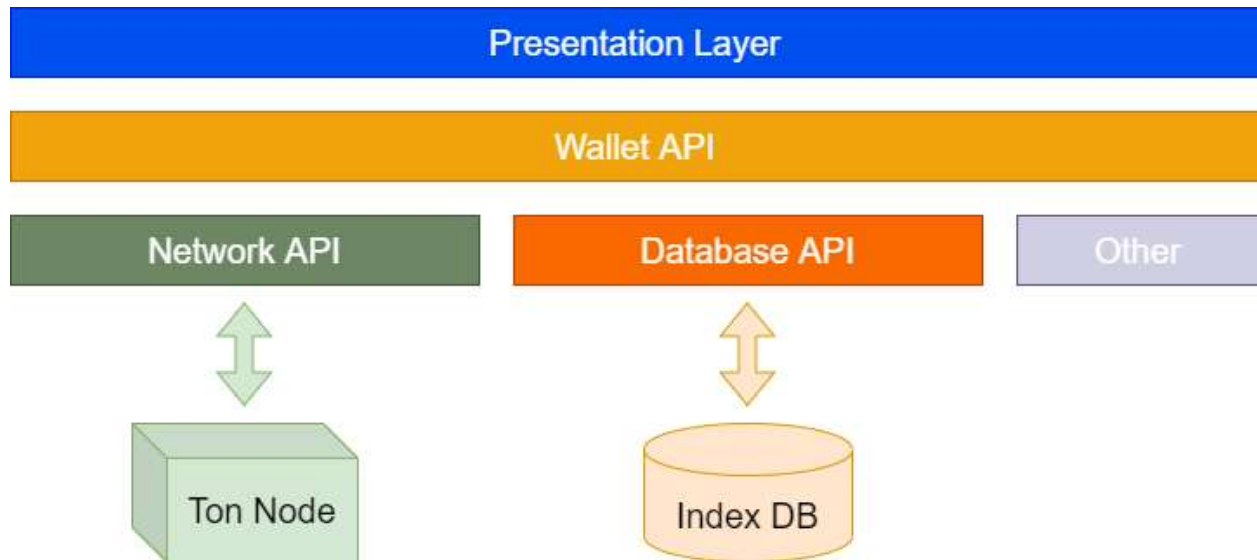 Presentation Layer
Wallet API
Network API
Database API
Other
Ton Node
Index DB